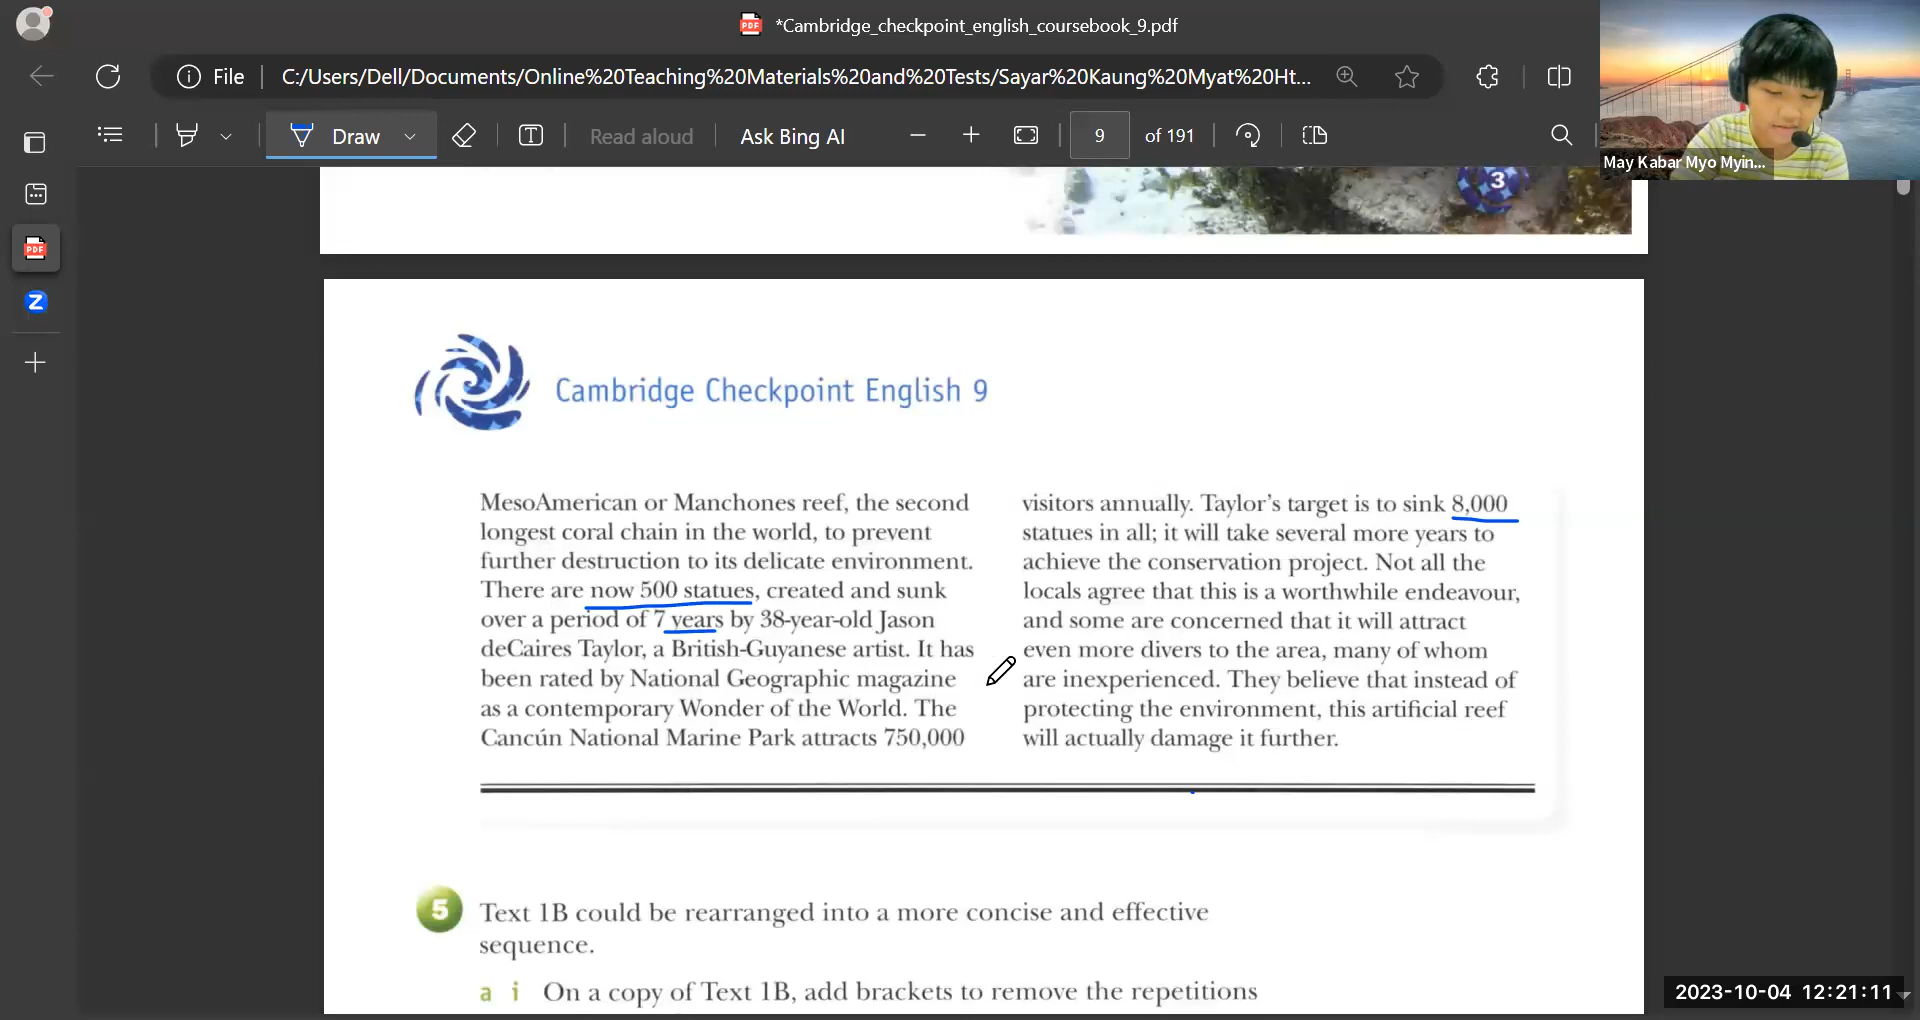 *Cambridge_checkpoint_english_coursebook_9.pdf
File
C:/Users/Dell/Documents/Online%20Teaching%20Materials%20and%20Tests/Sayar%20Kaung%20Myat%20Ht...
Draw
Read aloud
Ask Bing AI
9 of 191
May Kabar Myo Myin...
3
Cambridge Checkpoint English 9
MesoAmerican or Manchones reef, the second
longest coral chain in the world, to prevent
further destruction to its delicate environment.
There are now 500 statues, created and sunk
over a period of 7 years by 38-year-old Jason
deCaires Taylor, a British-Guyanese artist. It has
been rated by National Geographic magazine
as a contemporary Wonder of the World. The
Cancún National Marine Park attracts 750,000
visitors annually. Taylor's target is to sink 8,000
statues in all; it will take several more years to
achieve the conservation project. Not all the
locals agree that this is a worthwhile endeavour,
and some are concerned that it will attract
even more divers to the area, many of whom
are inexperienced. They believe that instead of
protecting the environment, this artificial reef
will actually damage it further.
5 Text 1B could be rearranged into a more concise and effective
sequence.
a i On a copy of Text 1B, add brackets to remove the repetitions
2023-10-04 12:21:11